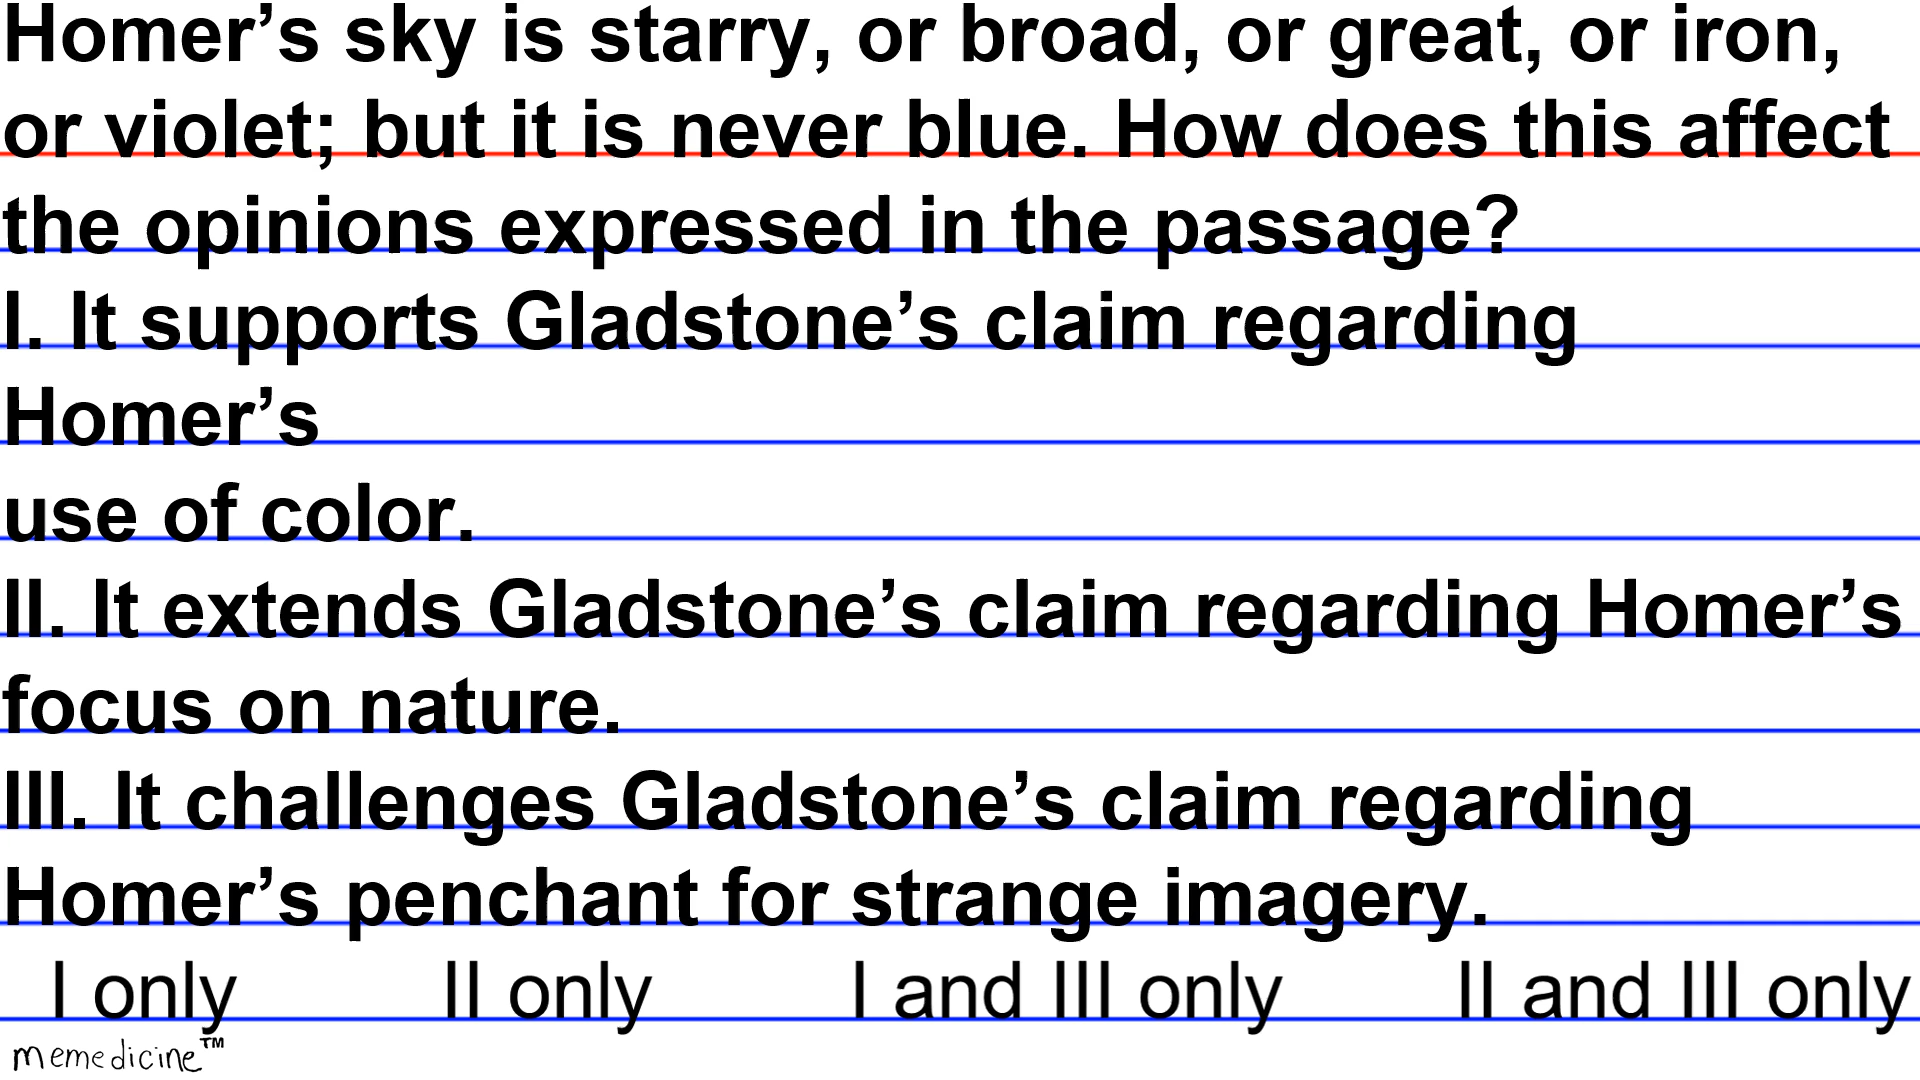 Homer’s sky is starry, or broad, or great, or iron,
or violet; but it is never blue. How does this affect
the opinions expressed in the passage?
I. It supports Gladstone’s claim regarding
Homer’s
use of color.
II. It extends Gladstone’s claim regarding Homer’s
focus on nature.
III. It challenges Gladstone’s claim regarding
Homer’s penchant for strange imagery.
I only II only I and III only II and III only
memedicine™